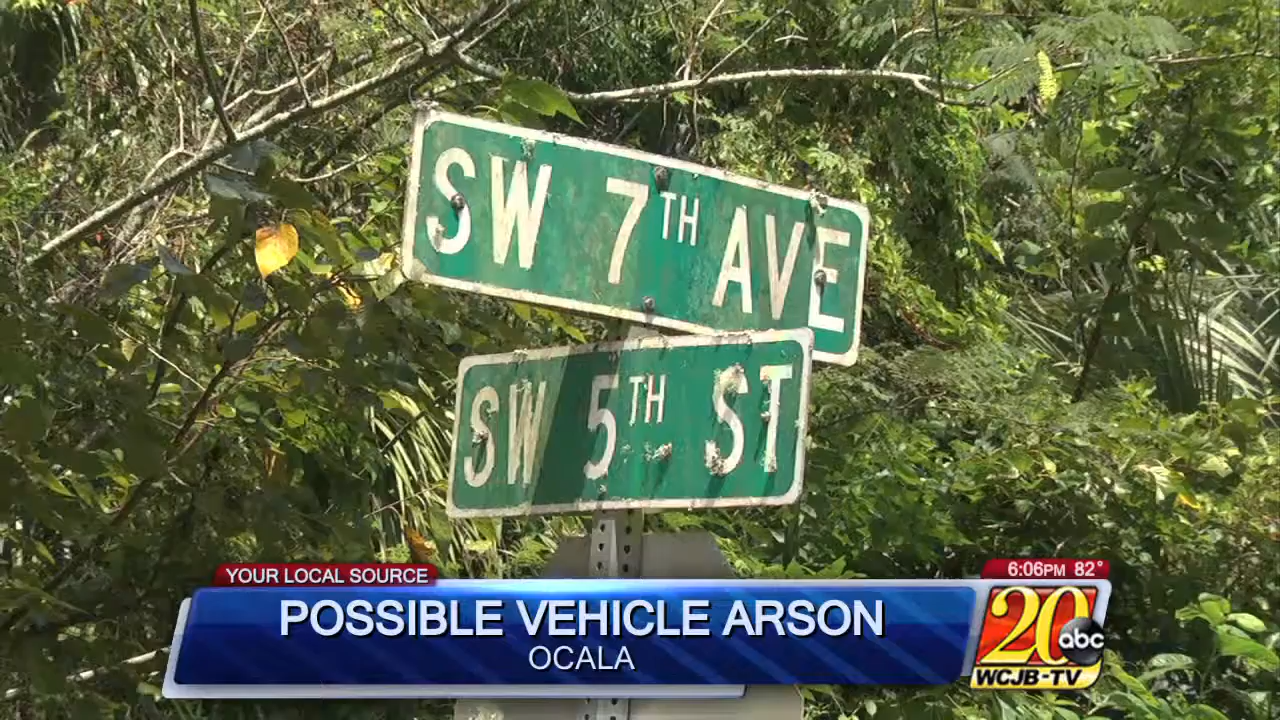 SW 7TH AVE
SW 5TH ST
YOUR LOCAL SOURCE
6:06PM 82°
POSSIBLE VEHICLE ARSON
OCALA
20
abc
WCJB-TV